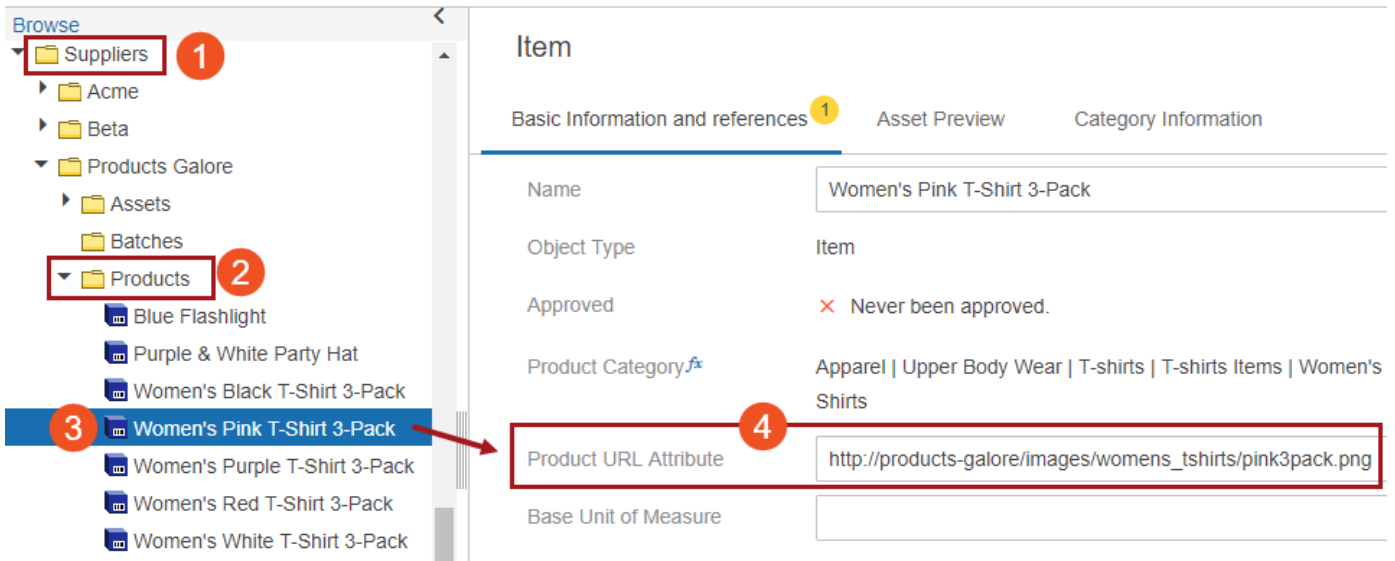 Browse
Suppliers
1
Acme
Beta
Products Galore
Assets
Batches
Products
2
Blue Flashlight
Purple & White Party Hat
Women's Black T-Shirt 3-Pack
3
Women's Pink T-Shirt 3-Pack
Women's Purple T-Shirt 3-Pack
Women's Red T-Shirt 3-Pack
Women's White T-Shirt 3-Pack
Item
Basic Information and references 1 Asset Preview Category Information
Name Women's Pink T-Shirt 3-Pack
Object Type Item
Approved Never been approved.
Product Category fx Apparel | Upper Body Wear | T-shirts | T-shirts Items | Women's
Shirts
4
Product URL Attribute http://products-galore/images/womens_tshirts/pink3pack.png
Base Unit of Measure